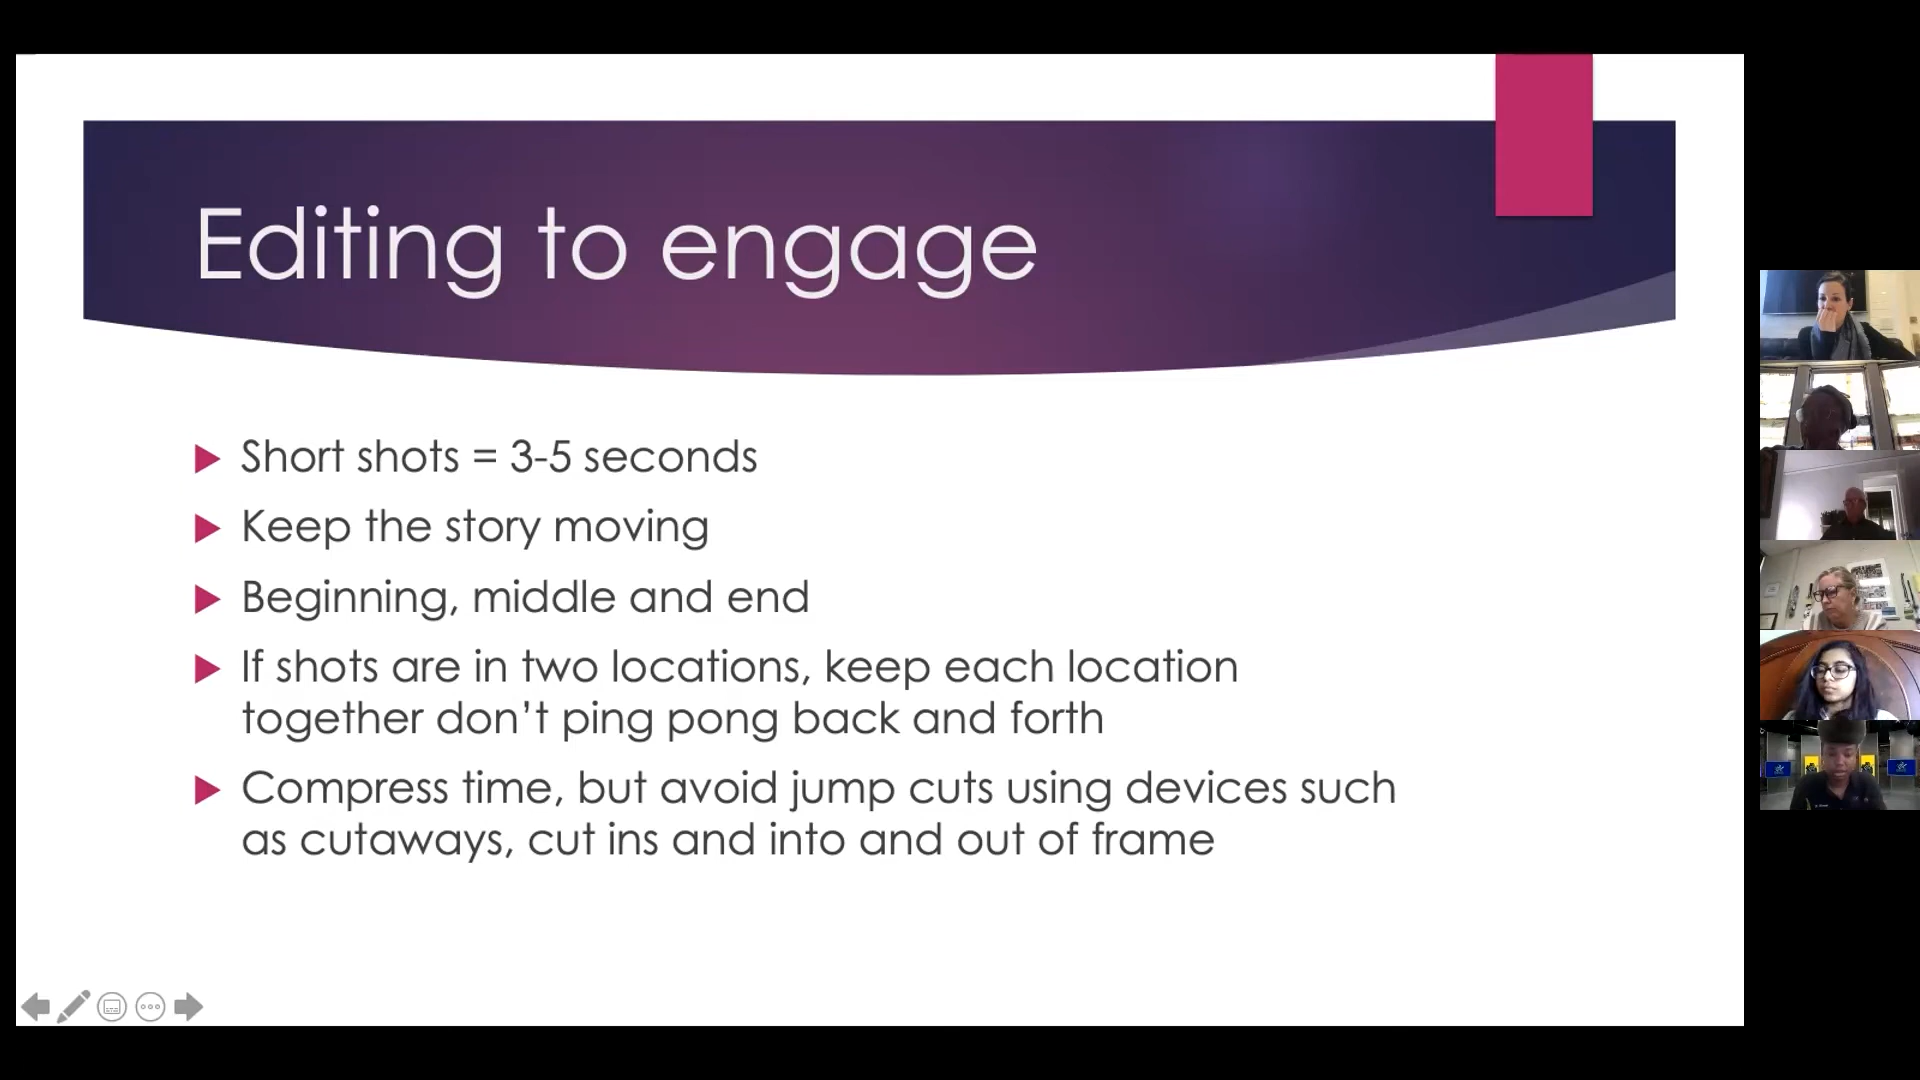 Editing to engage
Short shots = 3-5 seconds
Keep the story moving
Beginning, middle and end
If shots are in two locations, keep each location
together don’t ping pong back and forth
Compress time, but avoid jump cuts using devices such
as cutaways, cut ins and into and out of frame